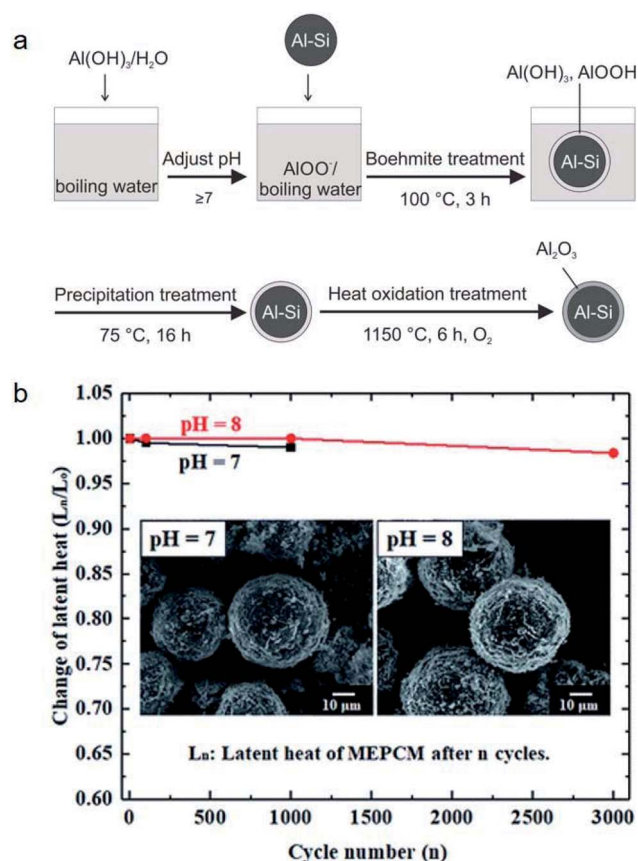 a
Al(OH)₃/H₂O
boiling water
Adjust pH
≥7
Al-Si
AlOO⁻/
boiling water
Boehmite treatment
100 °C, 3 h
Al(OH)₃, AlOOH
Al-Si
Precipitation treatment
75 °C, 16 h
Al-Si
Heat oxidation treatment
1150 °C, 6 h, O₂
Al₂O₃
Al-Si
b
Change of latent heat (Lₙ/L₀)
1.05
1.00
0.95
0.90
0.85
0.80
0.75
0.70
0.65
0.60
pH = 8
pH = 7
pH = 7
10 µm
pH = 8
10 µm
Lₙ: Latent heat of MEPCM after n cycles.
0
500
1000
1500
2000
2500
3000
Cycle number (n)